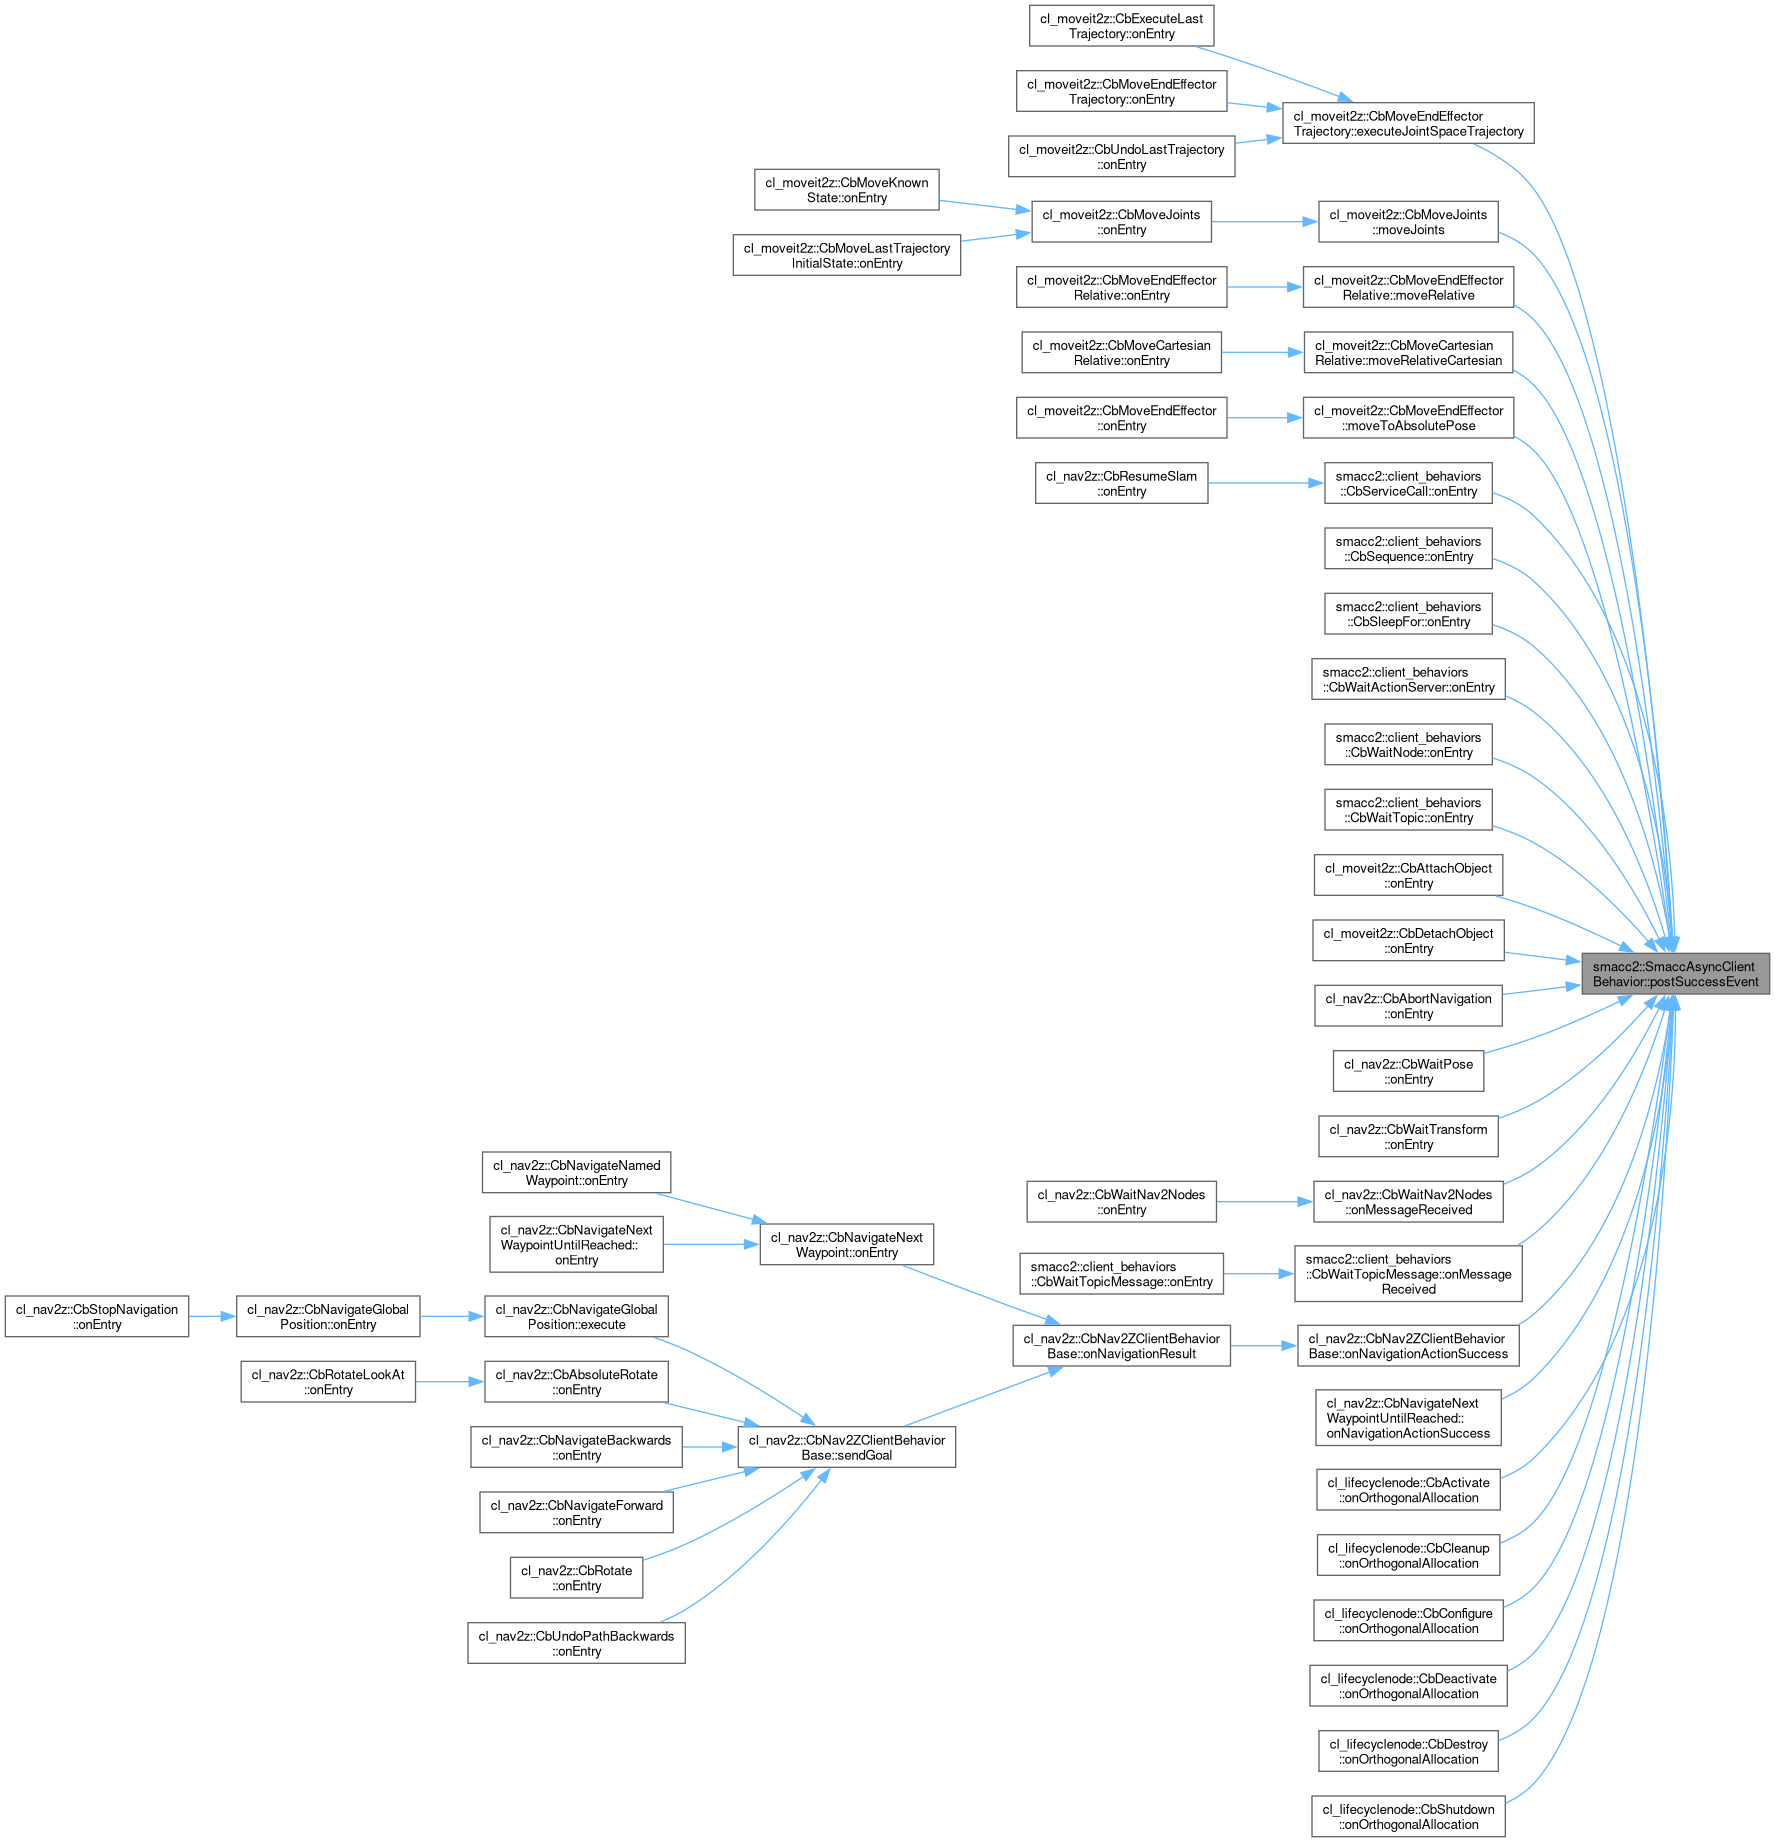 cl_moveit2z::CbExecuteLast
Trajectory::onEntry
cl_moveit2z::CbMoveEndEffector
Trajectory::onEntry
cl_moveit2z::CbMoveEndEffector
Trajectory::executeJointSpaceTrajectory
cl_moveit2z::CbUndoLastTrajectory
::onEntry
cl_moveit2z::CbMoveKnown
State::onEntry
cl_moveit2z::CbMoveJoints
::onEntry
cl_moveit2z::CbMoveJoints
::moveJoints
cl_moveit2z::CbMoveLastTrajectory
InitialState::onEntry
cl_moveit2z::CbMoveEndEffector
Relative::onEntry
cl_moveit2z::CbMoveEndEffector
Relative::moveRelative
cl_moveit2z::CbMoveCartesian
Relative::onEntry
cl_moveit2z::CbMoveCartesian
Relative::moveRelativeCartesian
cl_moveit2z::CbMoveEndEffector
::onEntry
cl_moveit2z::CbMoveEndEffector
::moveToAbsolutePose
cl_nav2z::CbResumeSlam
::onEntry
smacc2::client_behaviors
::CbServiceCall::onEntry
smacc2::client_behaviors
::CbSequence::onEntry
smacc2::client_behaviors
::CbSleepFor::onEntry
smacc2::client_behaviors
::CbWaitActionServer::onEntry
smacc2::client_behaviors
::CbWaitNode::onEntry
smacc2::client_behaviors
::CbWaitTopic::onEntry
cl_moveit2z::CbAttachObject
::onEntry
cl_moveit2z::CbDetachObject
::onEntry
smacc2::SmaccAsyncClient
Behavior::postSuccessEvent
cl_nav2z::CbAbortNavigation
::onEntry
cl_nav2z::CbWaitPose
::onEntry
cl_nav2z::CbWaitTransform
::onEntry
cl_nav2z::CbNavigateNamed
Waypoint::onEntry
cl_nav2z::CbWaitNav2Nodes
::onEntry
cl_nav2z::CbWaitNav2Nodes
::onMessageReceived
cl_nav2z::CbNavigateNext
WaypointUntilReached::
onEntry
cl_nav2z::CbNavigateNext
Waypoint::onEntry
smacc2::client_behaviors
::CbWaitTopicMessage::onEntry
smacc2::client_behaviors
::CbWaitTopicMessage::onMessage
Received
cl_nav2z::CbStopNavigation
::onEntry
cl_nav2z::CbNavigateGlobal
Position::onEntry
cl_nav2z::CbNavigateGlobal
Position::execute
cl_nav2z::CbNav2ZClientBehavior
Base::onNavigationResult
cl_nav2z::CbNav2ZClientBehavior
Base::onNavigationActionSuccess
cl_nav2z::CbRotateLookAt
::onEntry
cl_nav2z::CbAbsoluteRotate
::onEntry
cl_nav2z::CbNavigateNext
WaypointUntilReached::
onNavigationActionSuccess
cl_nav2z::CbNavigateBackwards
::onEntry
cl_nav2z::CbNav2ZClientBehavior
Base::sendGoal
cl_lifecyclenode::CbActivate
::onOrthogonalAllocation
cl_nav2z::CbNavigateForward
::onEntry
cl_lifecyclenode::CbCleanup
::onOrthogonalAllocation
cl_nav2z::CbRotate
::onEntry
cl_lifecyclenode::CbConfigure
::onOrthogonalAllocation
cl_nav2z::CbUndoPathBackwards
::onEntry
cl_lifecyclenode::CbDeactivate
::onOrthogonalAllocation
cl_lifecyclenode::CbDestroy
::onOrthogonalAllocation
cl_lifecyclenode::CbShutdown
::onOrthogonalAllocation